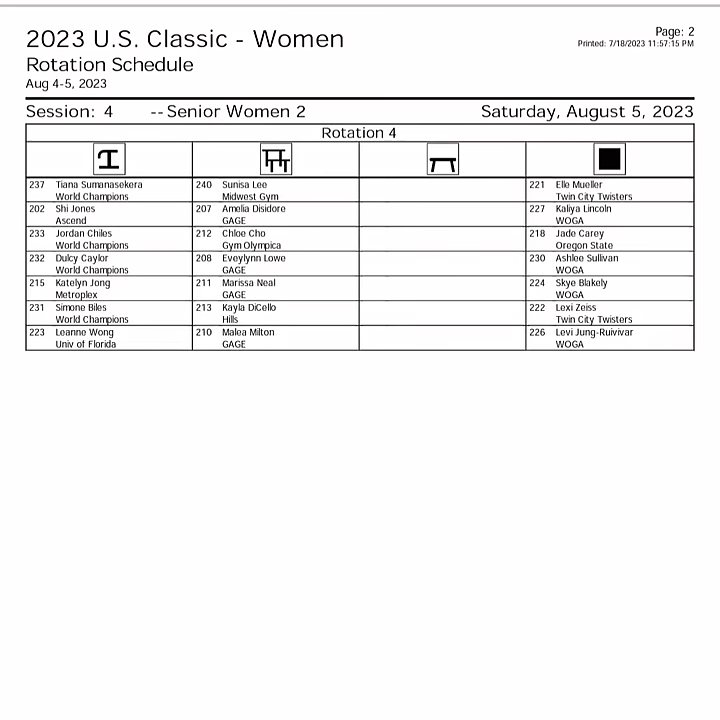 2023 U.S. Classic - Women
Page: 2
Printed: 7/18/2023 11:57:15 PM
Rotation Schedule
Aug 4-5, 2023
Session: 4 -- Senior Women 2 Saturday, August 5, 2023
Rotation 4
237 Tiana Sumanasekera 240 Sunisa Lee 221 Elle Mueller
World Champions Midwest Gym Twin City Twisters
202 Shi Jones 207 Amelia Disidore 227 Kaliya Lincoln
Ascend GAGE WOGA
233 Jordan Chiles 212 Chloe Cho 218 Jade Carey
World Champions Gym Olympica Oregon State
232 Dulcy Caylor 208 Eveylynn Lowe 230 Ashlee Sullivan
World Champions GAGE WOGA
215 Katelyn Jong 211 Marissa Neal 224 Skye Blakely
Metroplex GAGE WOGA
231 Simone Biles 213 Kayla DiCello 222 Lexi Zeiss
World Champions Hills Twin City Twisters
223 Leanne Wong 210 Malea Milton 226 Levi Jung-Ruivivar
Univ of Florida GAGE WOGA